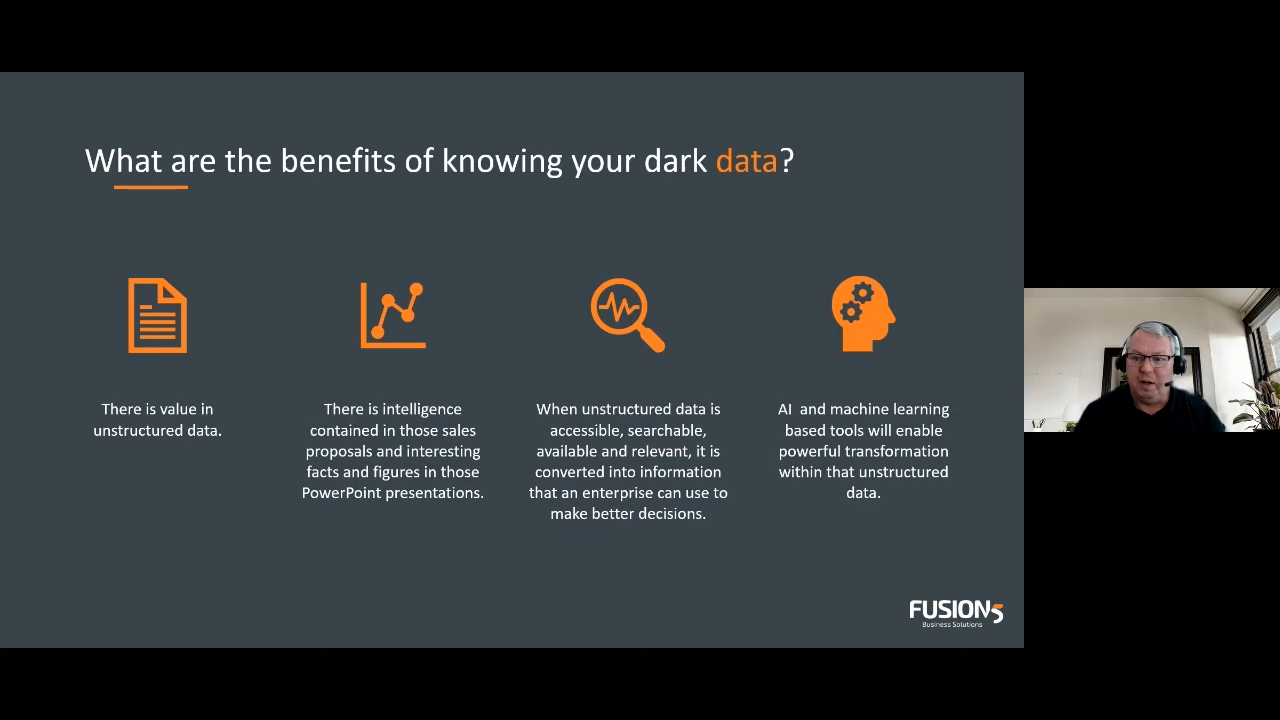 What are the benefits of knowing your dark data?
There is value in
unstructured data.
There is intelligence
contained in those sales
proposals and interesting
facts and figures in those
PowerPoint presentations.
When unstructured data is
accessible, searchable,
available and relevant, it is
converted into information
that an enterprise can use to
make better decisions.
AI  and machine learning
based tools will enable
powerful transformation
within that unstructured
data.
FUSION5
Business Solutions